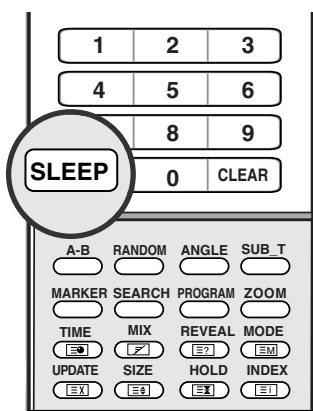 1 2 3
4 5 6
8 9
SLEEP 0 CLEAR
A-B RANDOM ANGLE SUB_T
MARKER SEARCH PROGRAM ZOOM
TIME MIX REVEAL MODE
? M
UPDATE SIZE HOLD INDEX
X X i